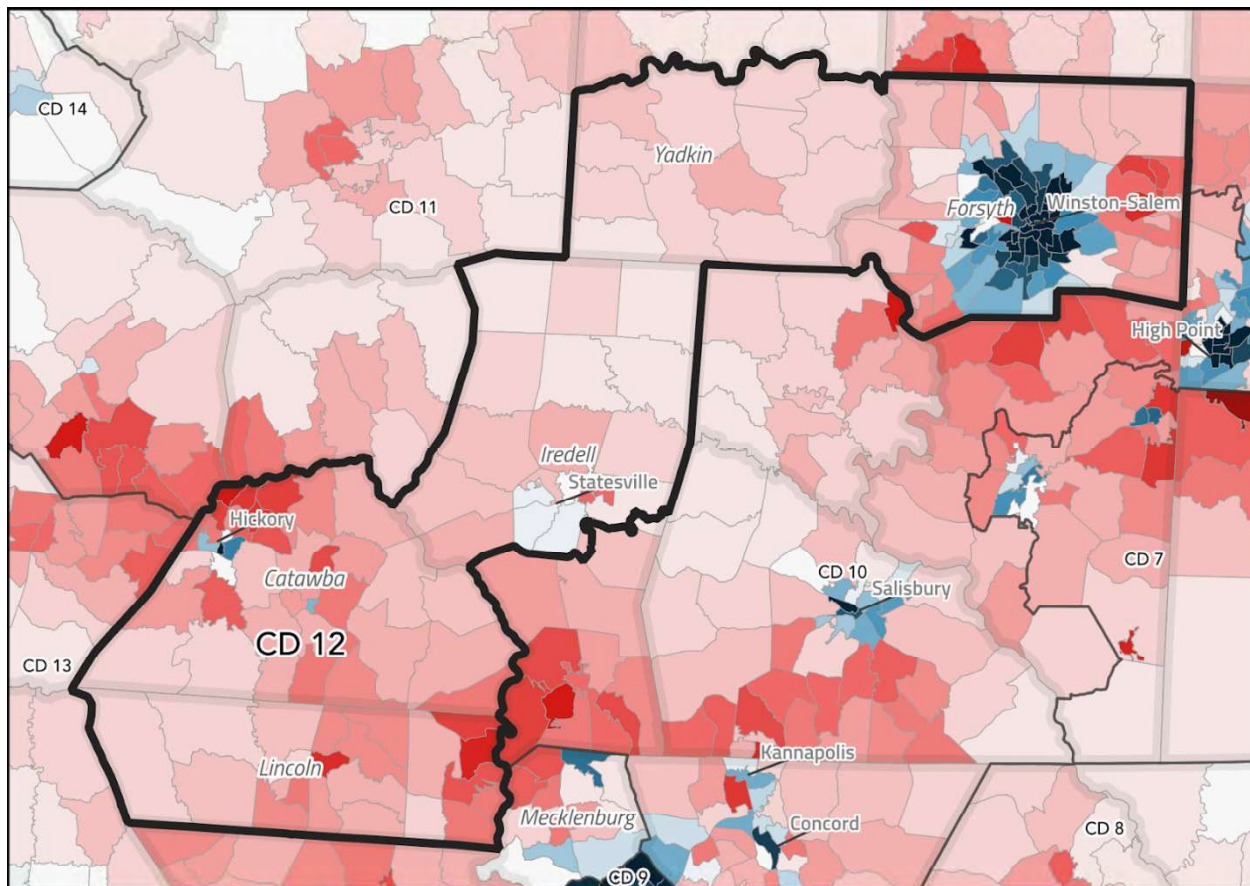 CD 14
Yadkin
CD 11
Forsyth
Winston-Salem
High Point
Iredell
Statesville
Hickory
Catawba
CD 12
CD 10
Salisbury
CD 7
CD 13
Lincoln
Kannapolis
Mecklenburg
Concord
CD 8
CD 9